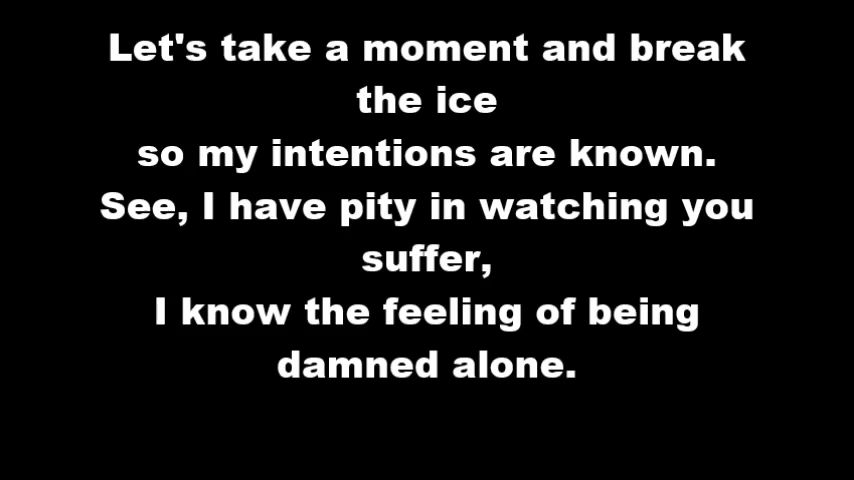 Let's take a moment and break
the ice
so my intentions are known.
See, I have pity in watching you
suffer,
I know the feeling of being
damned alone.